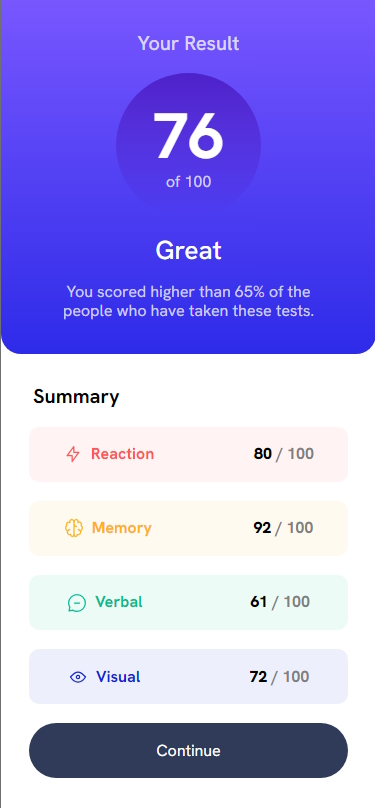 Your Result
76
of 100
Great
You scored higher than 65% of the
people who have taken these tests.
Summary
Reaction 80 / 100
Memory 92 / 100
Verbal 61 / 100
Visual 72 / 100
Continue